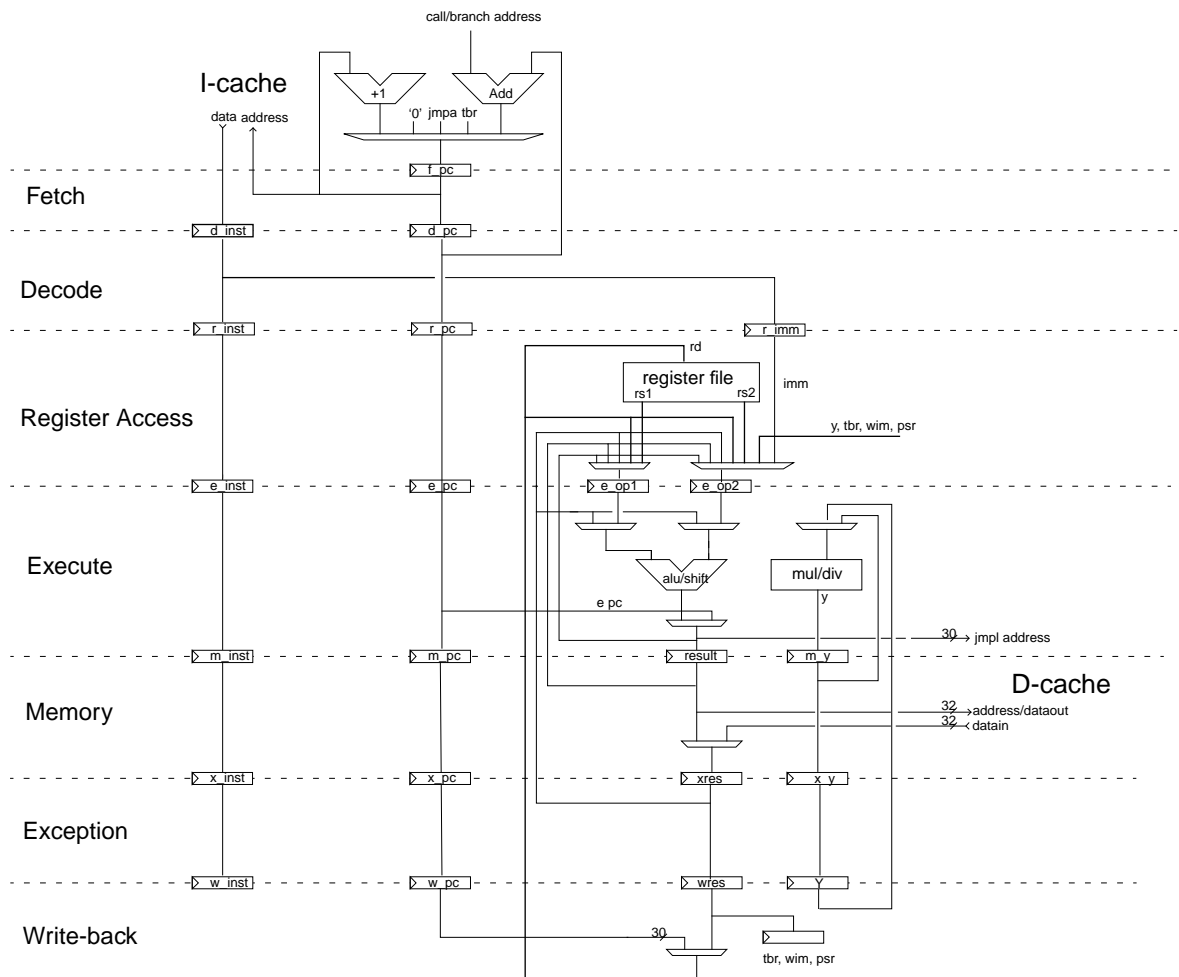 call/branch address
I-cache
+1
Add
data address
'0' jmpa tbr
f_pc
Fetch
d_inst
d_pc
Decode
r_inst
r_pc
r_imm
rd
register file
rs1
rs2
imm
Register Access
y, tbr, wim, psr
e_inst
e_pc
e_op1
e_op2
Execute
alu/shift
mul/div
y
e pc
30
jmpl address
m_inst
m_pc
result
m_y
D-cache
Memory
32
address/dataout
32
datain
x_inst
x_pc
xres
x_y
Exception
w_inst
w_pc
wres
Y
Write-back
30
tbr, wim, psr